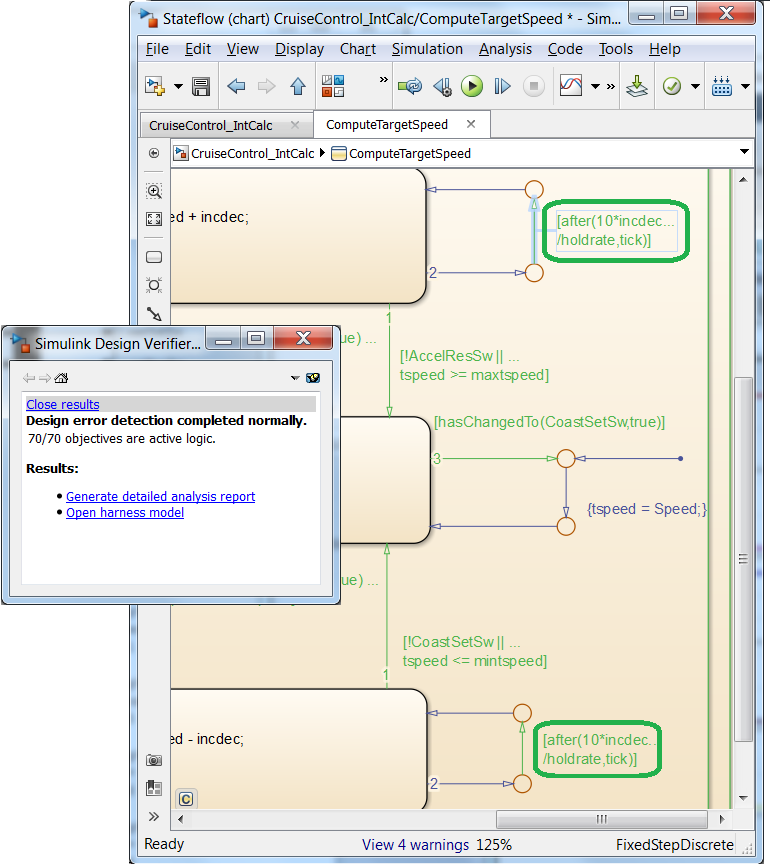 Stateflow (chart) CruiseControl_IntCalc/ComputeTargetSpeed * - Sim...
File Edit View Display Chart Simulation Analysis Code Tools Help
» »
CruiseControl_IntCalc × ComputeTargetSpeed ×
CruiseControl_IntCalc ComputeTargetSpeed
ed + incdec;
[after(10*incdec...
/holdrate,tick)]
2
1
ue) ...
[!AccelResSw || ...
tspeed >= maxtspeed]
Simulink Design Verifier...
Close results
Design error detection completed normally.
70/70 objectives are active logic.
Results:
• Generate detailed analysis report
• Open harness model
[hasChangedTo(CoastSetSw,true)]
3
{tspeed = Speed;}
ue) ...
[!CoastSetSw || ...
tspeed <= mintspeed]
1
ed - incdec;
[after(10*incdec...
/holdrate,tick)]
2
C
»
Ready View 4 warnings 125% FixedStepDiscrete